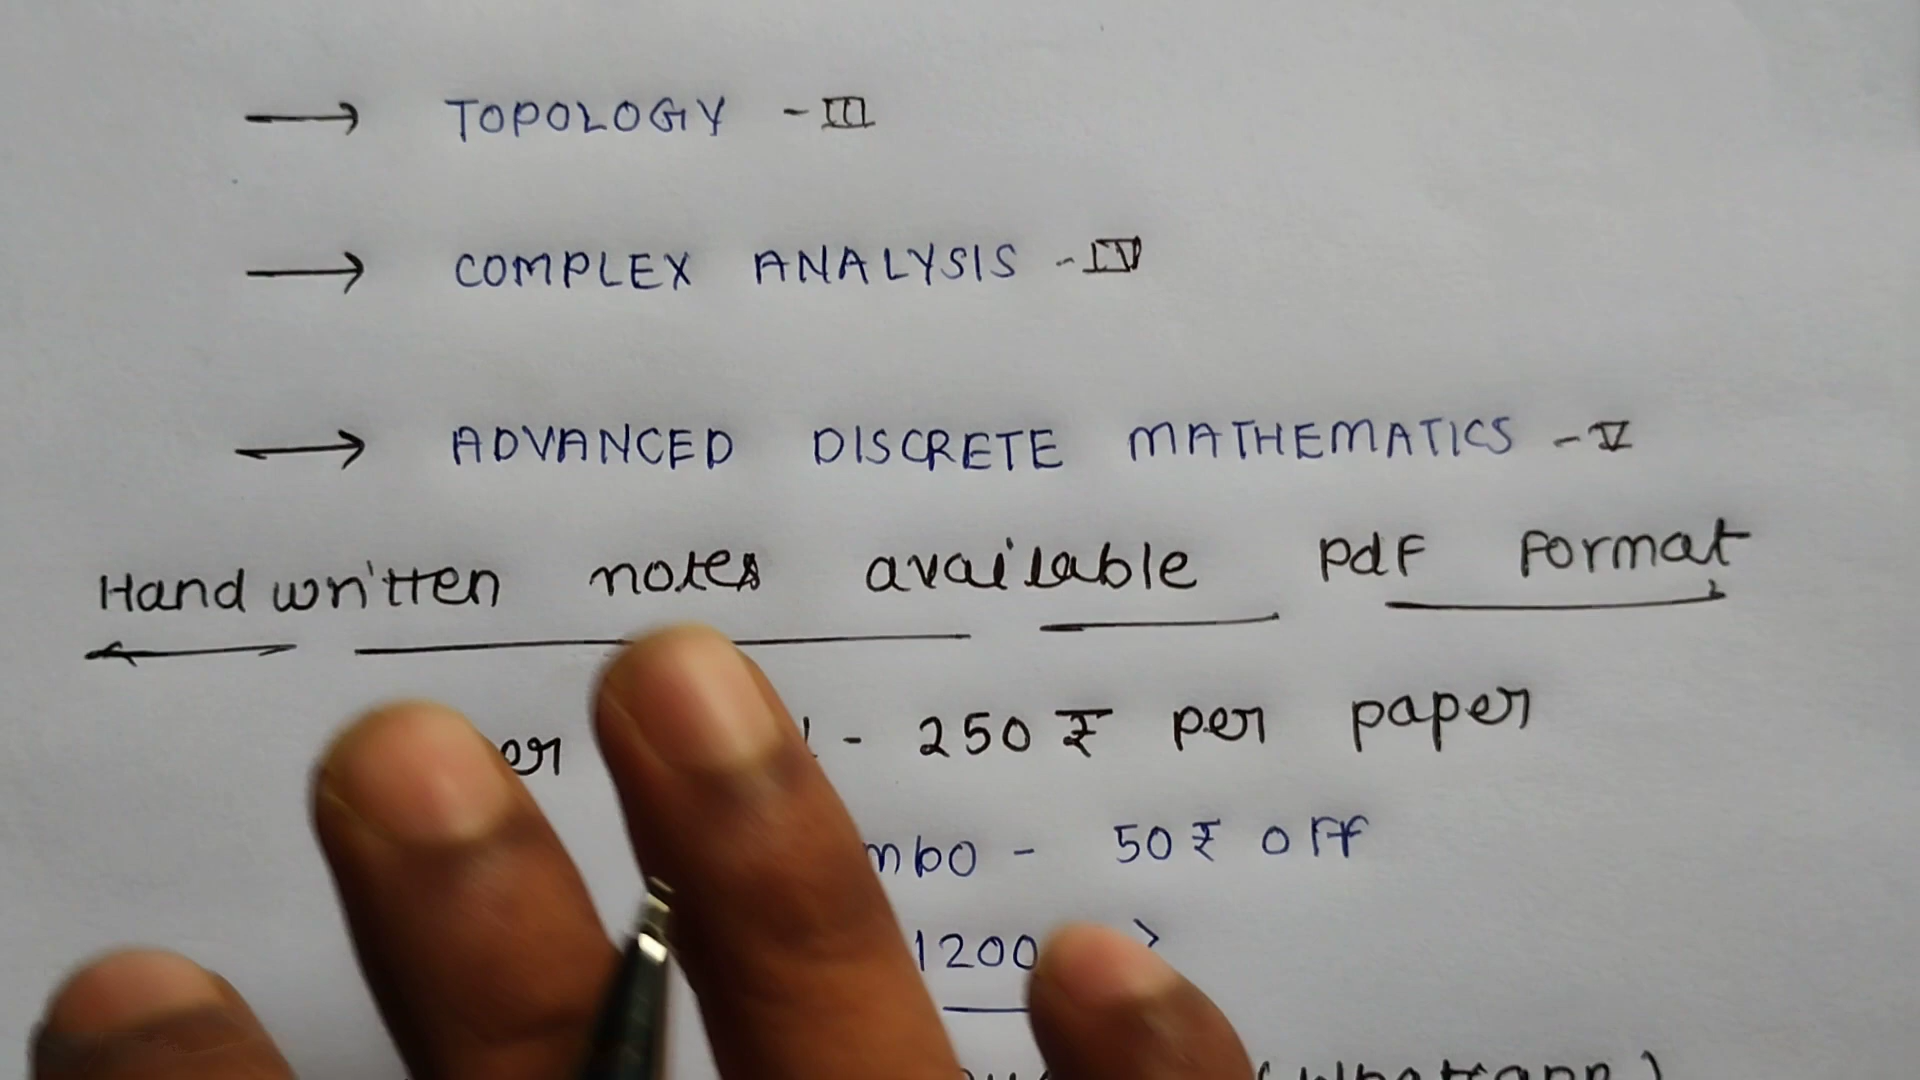 → TOPOLOGY - III
→ COMPLEX ANALYSIS - IV
→ ADVANCED DISCRETE MATHEMATICS - V
Handwritten notes available pdf format
- 250 ₹ per paper
- 50 ₹ off
1200
(Whatsapp)